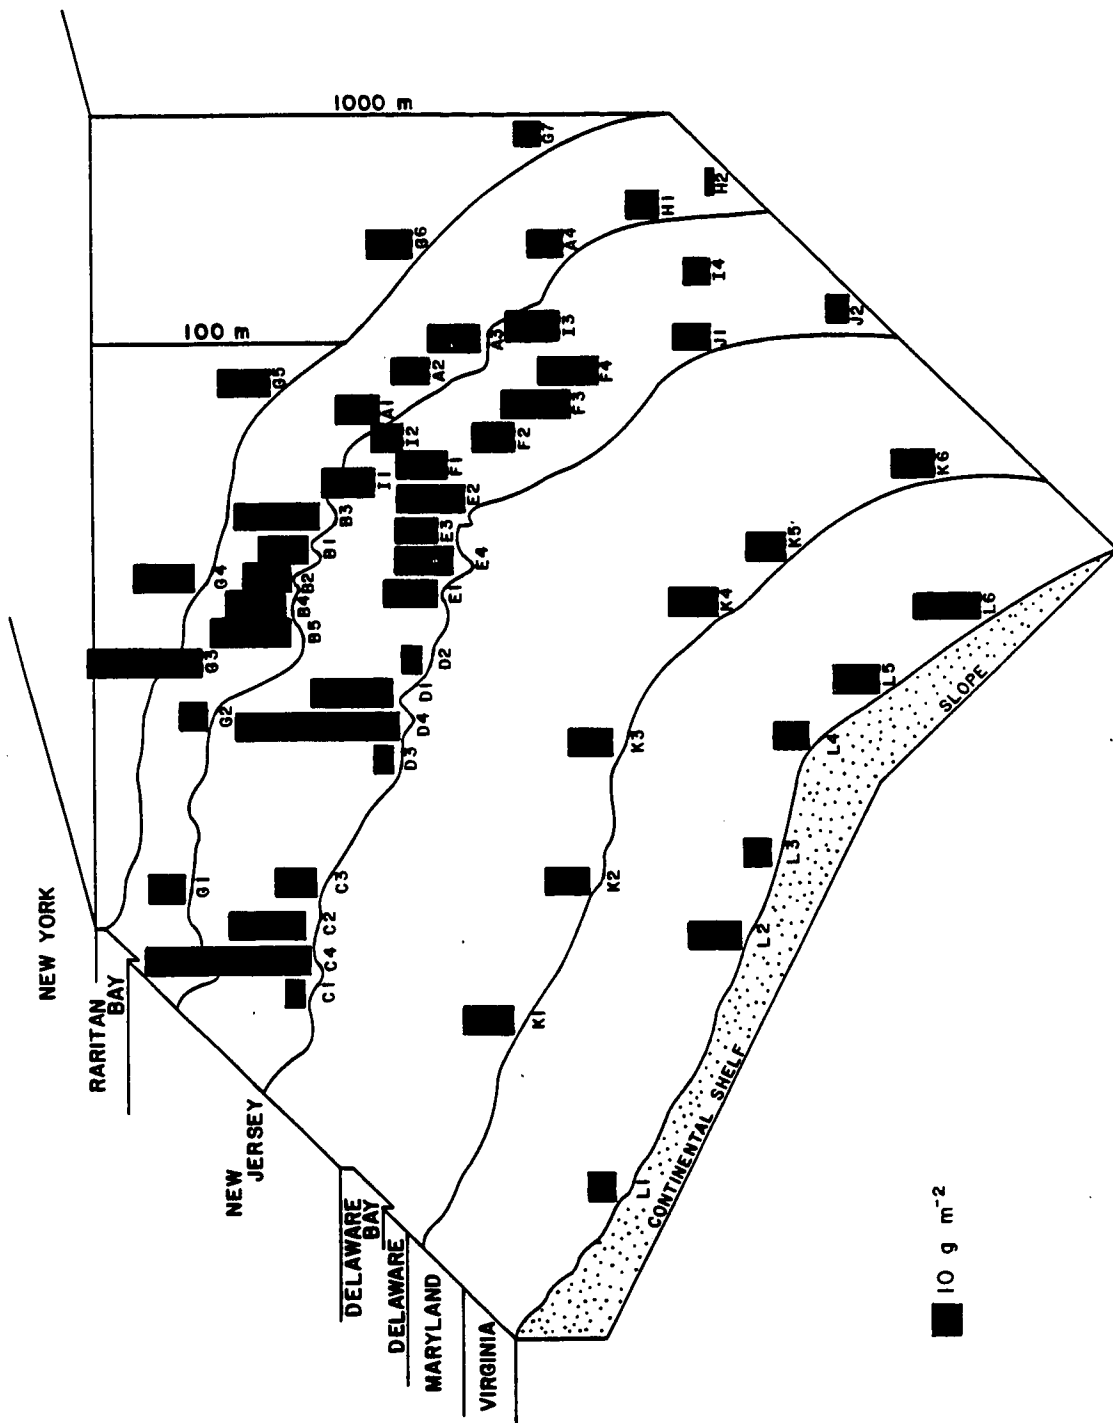 NEW YORK
RARITAN
BAY
NEW
JERSEY
DELAWARE
BAY
DELAWARE
MARYLAND
VIRGINIA
1000 m
100 m
G1
G2
G3
G4
G5
G6
G7
H1
H2
A1
A2
A3
A4
B1
B2
B3
B4
B5
I1
I2
I3
I4
J1
J2
F1
F2
F3
F4
E1
E2
E3
E4
D1
D2
D3
D4
C1
C2
C3
C4
K1
K2
K3
K4
K5
K6
L1
L2
L3
L4
L5
L6
CONTINENTAL SHELF
SLOPE
10 g m⁻²